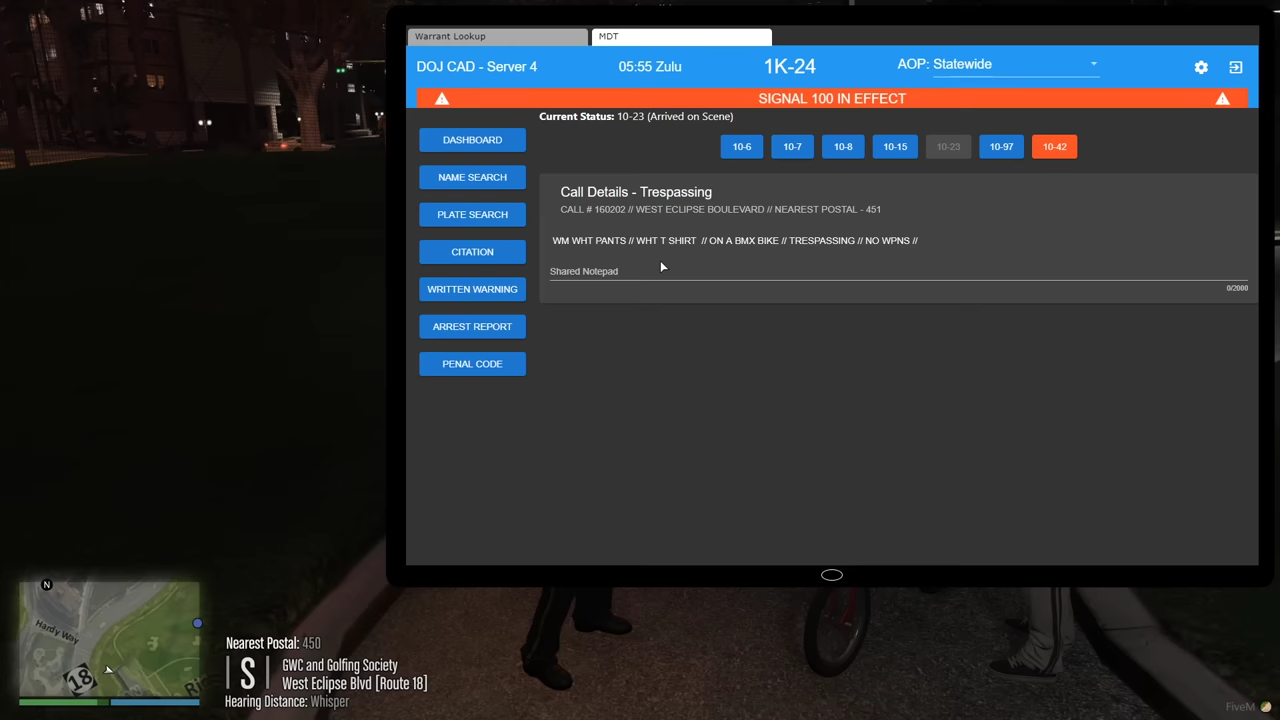 Warrant Lookup
MDT
DOJ CAD - Server 4
05:55 Zulu
1K-24
AOP: Statewide
SIGNAL 100 IN EFFECT
Current Status: 10-23 (Arrived on Scene)
10-6
10-7
10-8
10-15
10-23
10-97
10-42
DASHBOARD
NAME SEARCH
PLATE SEARCH
CITATION
WRITTEN WARNING
ARREST REPORT
PENAL CODE
Call Details - Trespassing
CALL # 160202 // WEST ECLIPSE BOULEVARD // NEAREST POSTAL - 451
WM WHT PANTS // WHT T SHIRT // ON A BMX BIKE // TRESPASSING // NO WPNS //
Shared Notepad
0/2000
N
Hardy Way
18
Nearest Postal: 450
| S |
GWC and Golfing Society
West Eclipse Blvd [Route 18]
Hearing Distance: Whisper
FiveM